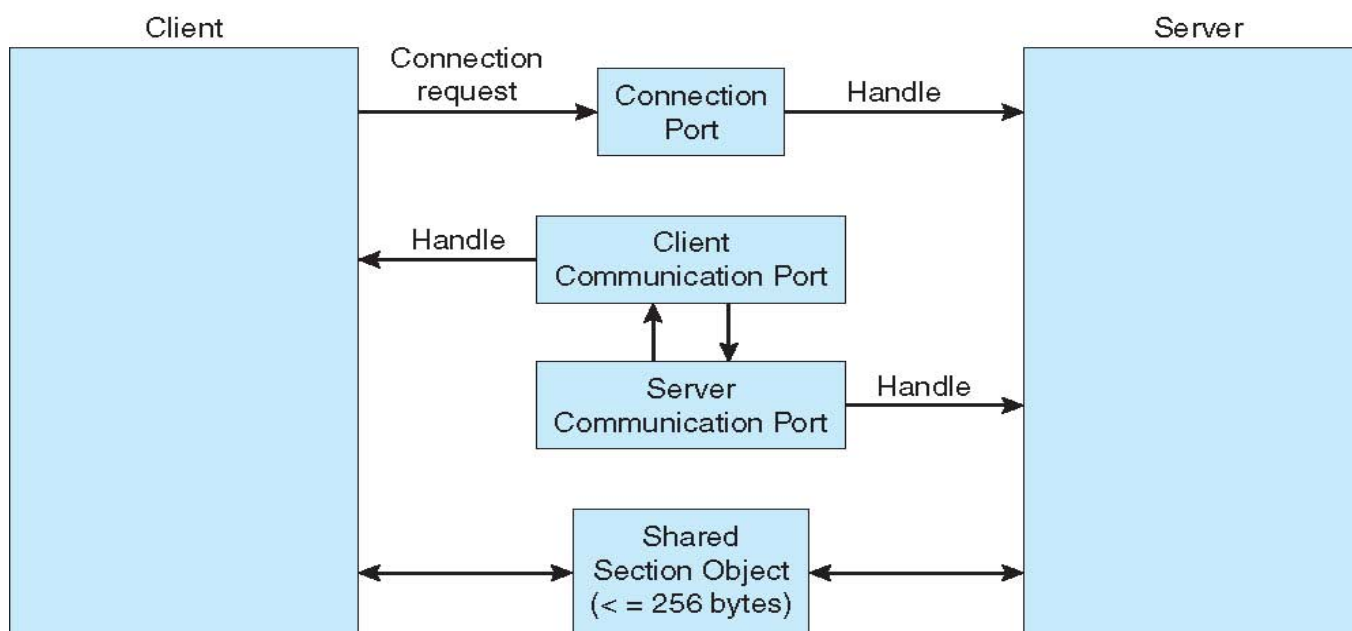 Client
Server
Connection
request
Connection
Port
Handle
Handle
Client
Communication Port
Server
Communication Port
Handle
Shared
Section Object
(< = 256 bytes)